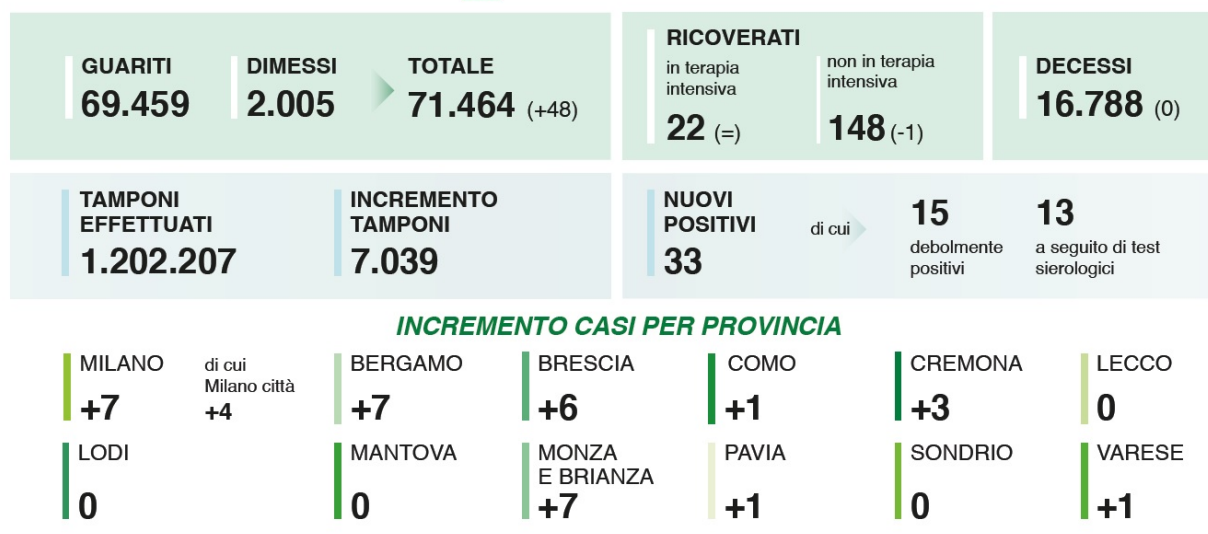 GUARITI
69.459
DIMESSI
2.005
TOTALE
71.464 (+48)
RICOVERATI
in terapia
intensiva
22 (=)
non in terapia
intensiva
148 (-1)
DECESSI
16.788 (0)
TAMPONI
EFFETTUATI
1.202.207
INCREMENTO
TAMPONI
7.039
NUOVI
POSITIVI
33
di cui
15
debolmente
positivi
13
a seguito di test
sierologici
INCREMENTO CASI PER PROVINCIA
MILANO
+7
di cui
Milano città
+4
BERGAMO
+7
BRESCIA
+6
COMO
+1
CREMONA
+3
LECCO
0
LODI
0
MANTOVA
0
MONZA
E BRIANZA
+7
PAVIA
+1
SONDRIO
0
VARESE
+1